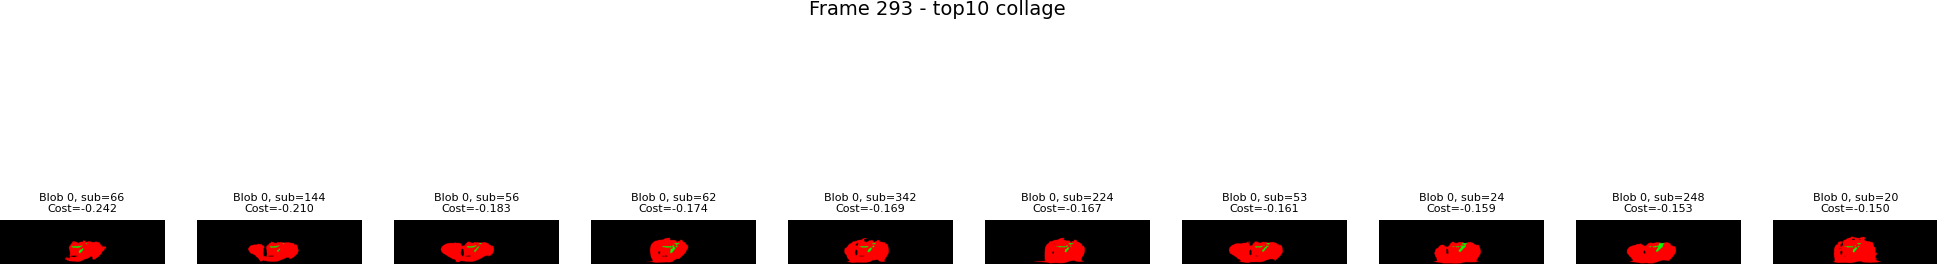 Frame 293 - top10 collage
Blob 0, sub=66
Cost=-0.242
Blob 0, sub=144
Cost=-0.210
Blob 0, sub=56
Cost=-0.183
Blob 0, sub=62
Cost=-0.174
Blob 0, sub=342
Cost=-0.169
Blob 0, sub=224
Cost=-0.167
Blob 0, sub=53
Cost=-0.161
Blob 0, sub=24
Cost=-0.159
Blob 0, sub=248
Cost=-0.153
Blob 0, sub=20
Cost=-0.150